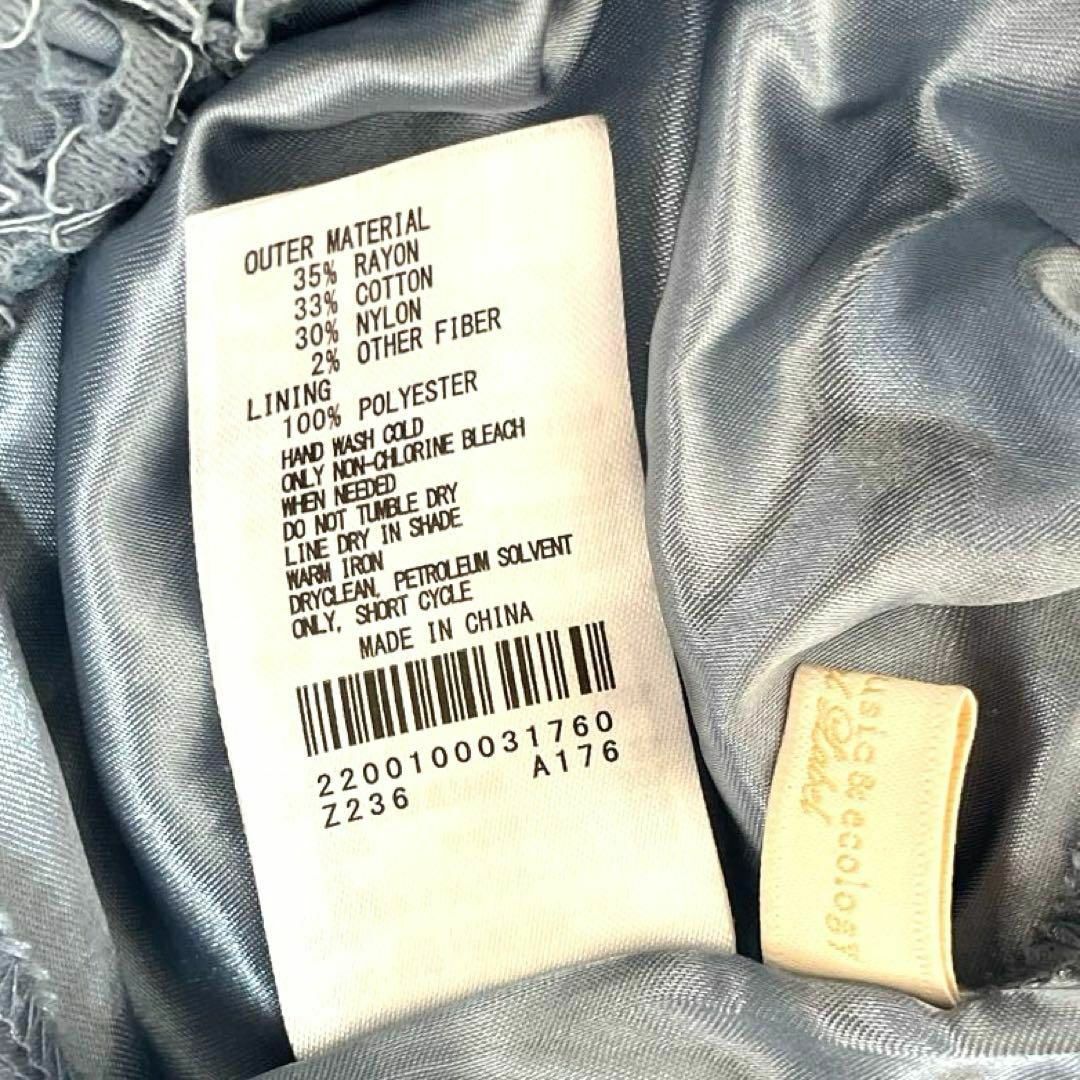 OUTER MATERIAL
35% RAYON
33% COTTON
30% NYLON
2% OTHER FIBER
LINING
100% POLYESTER
HAND WASH COLD
ONLY NON-CHLORINE BLEACH
WHEN NEEDED
DO NOT TUMBLE DRY
LINE DRY IN SHADE
WARM IRON
DRYCLEAN, PETROLEUM SOLVENT
ONLY, SHORT CYCLE
MADE IN CHINA
2200100031760
Z236 A176
usic&ecology
Label